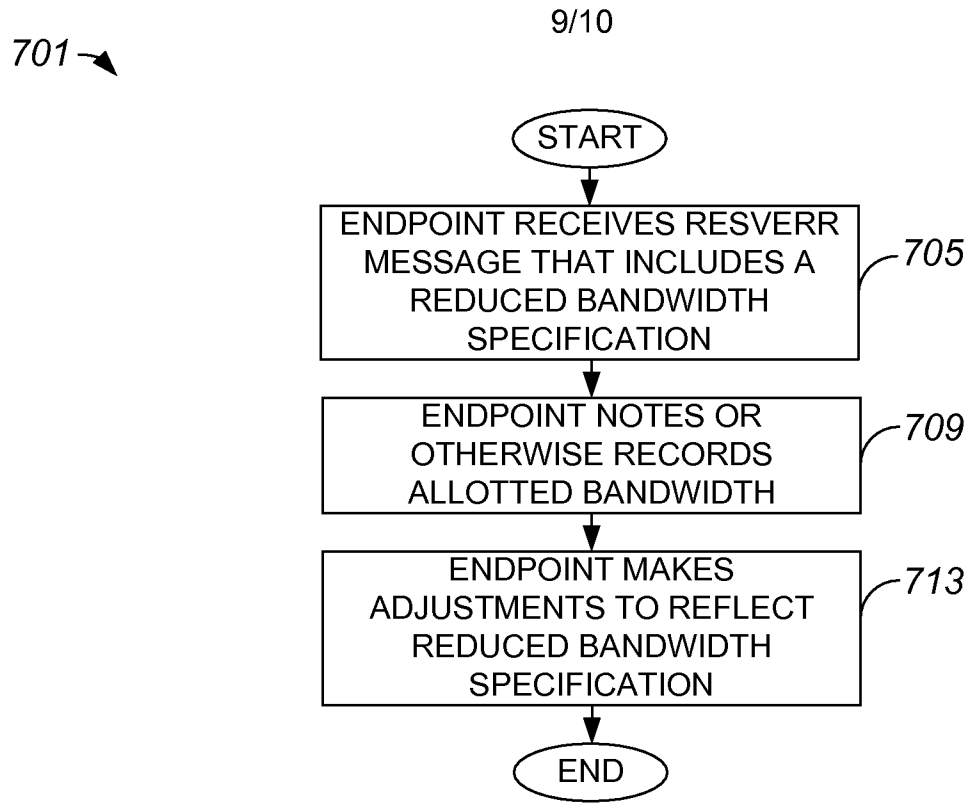 9/10
701
START
ENDPOINT RECEIVES RESVERR
MESSAGE THAT INCLUDES A
REDUCED BANDWIDTH
SPECIFICATION
705
ENDPOINT NOTES OR
OTHERWISE RECORDS
ALLOTTED BANDWIDTH
709
ENDPOINT MAKES
ADJUSTMENTS TO REFLECT
REDUCED BANDWIDTH
SPECIFICATION
713
END